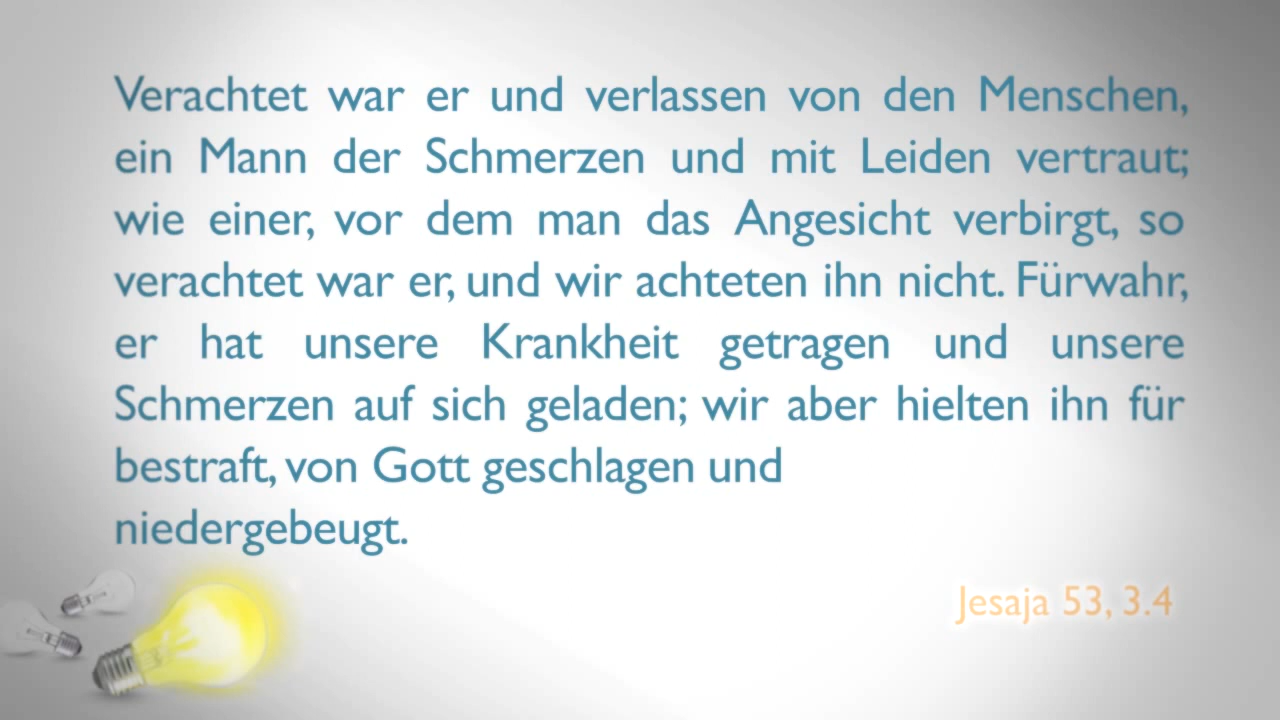 Verachtet war er und verlassen von den Menschen,
ein Mann der Schmerzen und mit Leiden vertraut;
wie einer, vor dem man das Angesicht verbirgt, so
verachtet war er, und wir achteten ihn nicht. Fürwahr,
er hat unsere Krankheit getragen und unsere
Schmerzen auf sich geladen; wir aber hielten ihn für
bestraft, von Gott geschlagen und
niedergebeugt.
Jesaja 53, 3.4